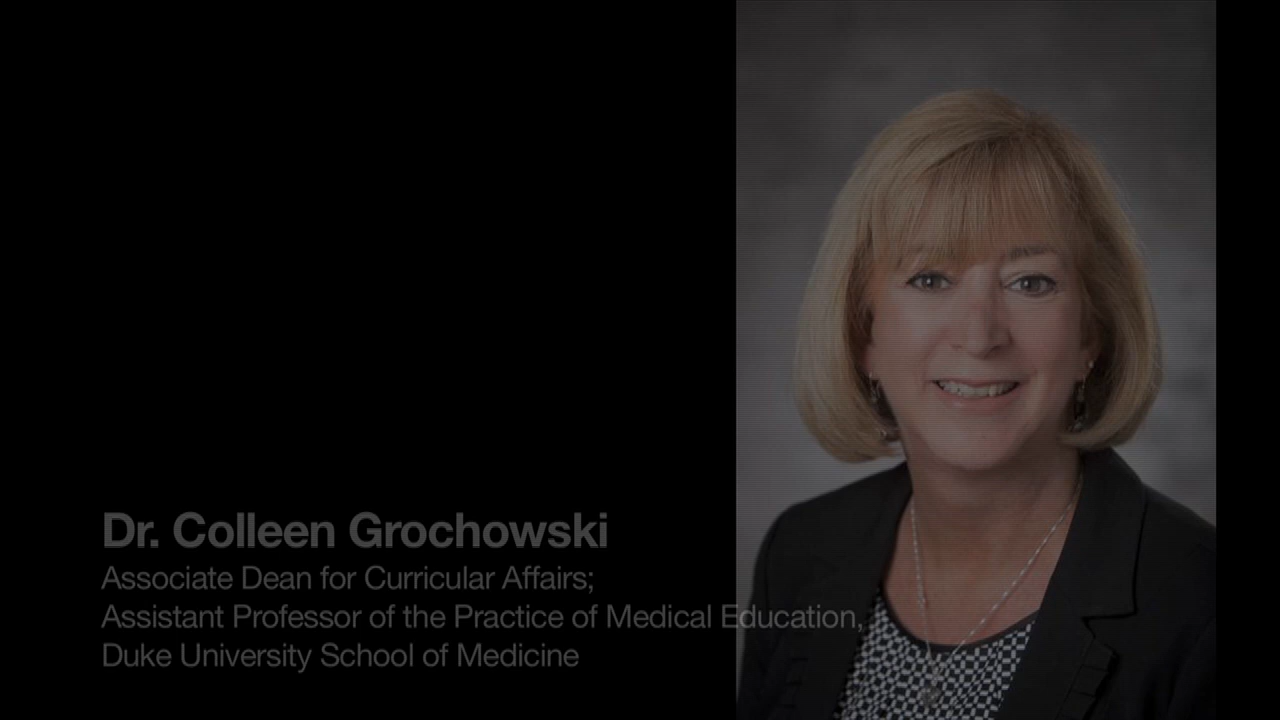 Dr. Colleen Grochowski
Associate Dean for Curricular Affairs;
Assistant Professor of the Practice of Medical Education,
Duke University School of Medicine